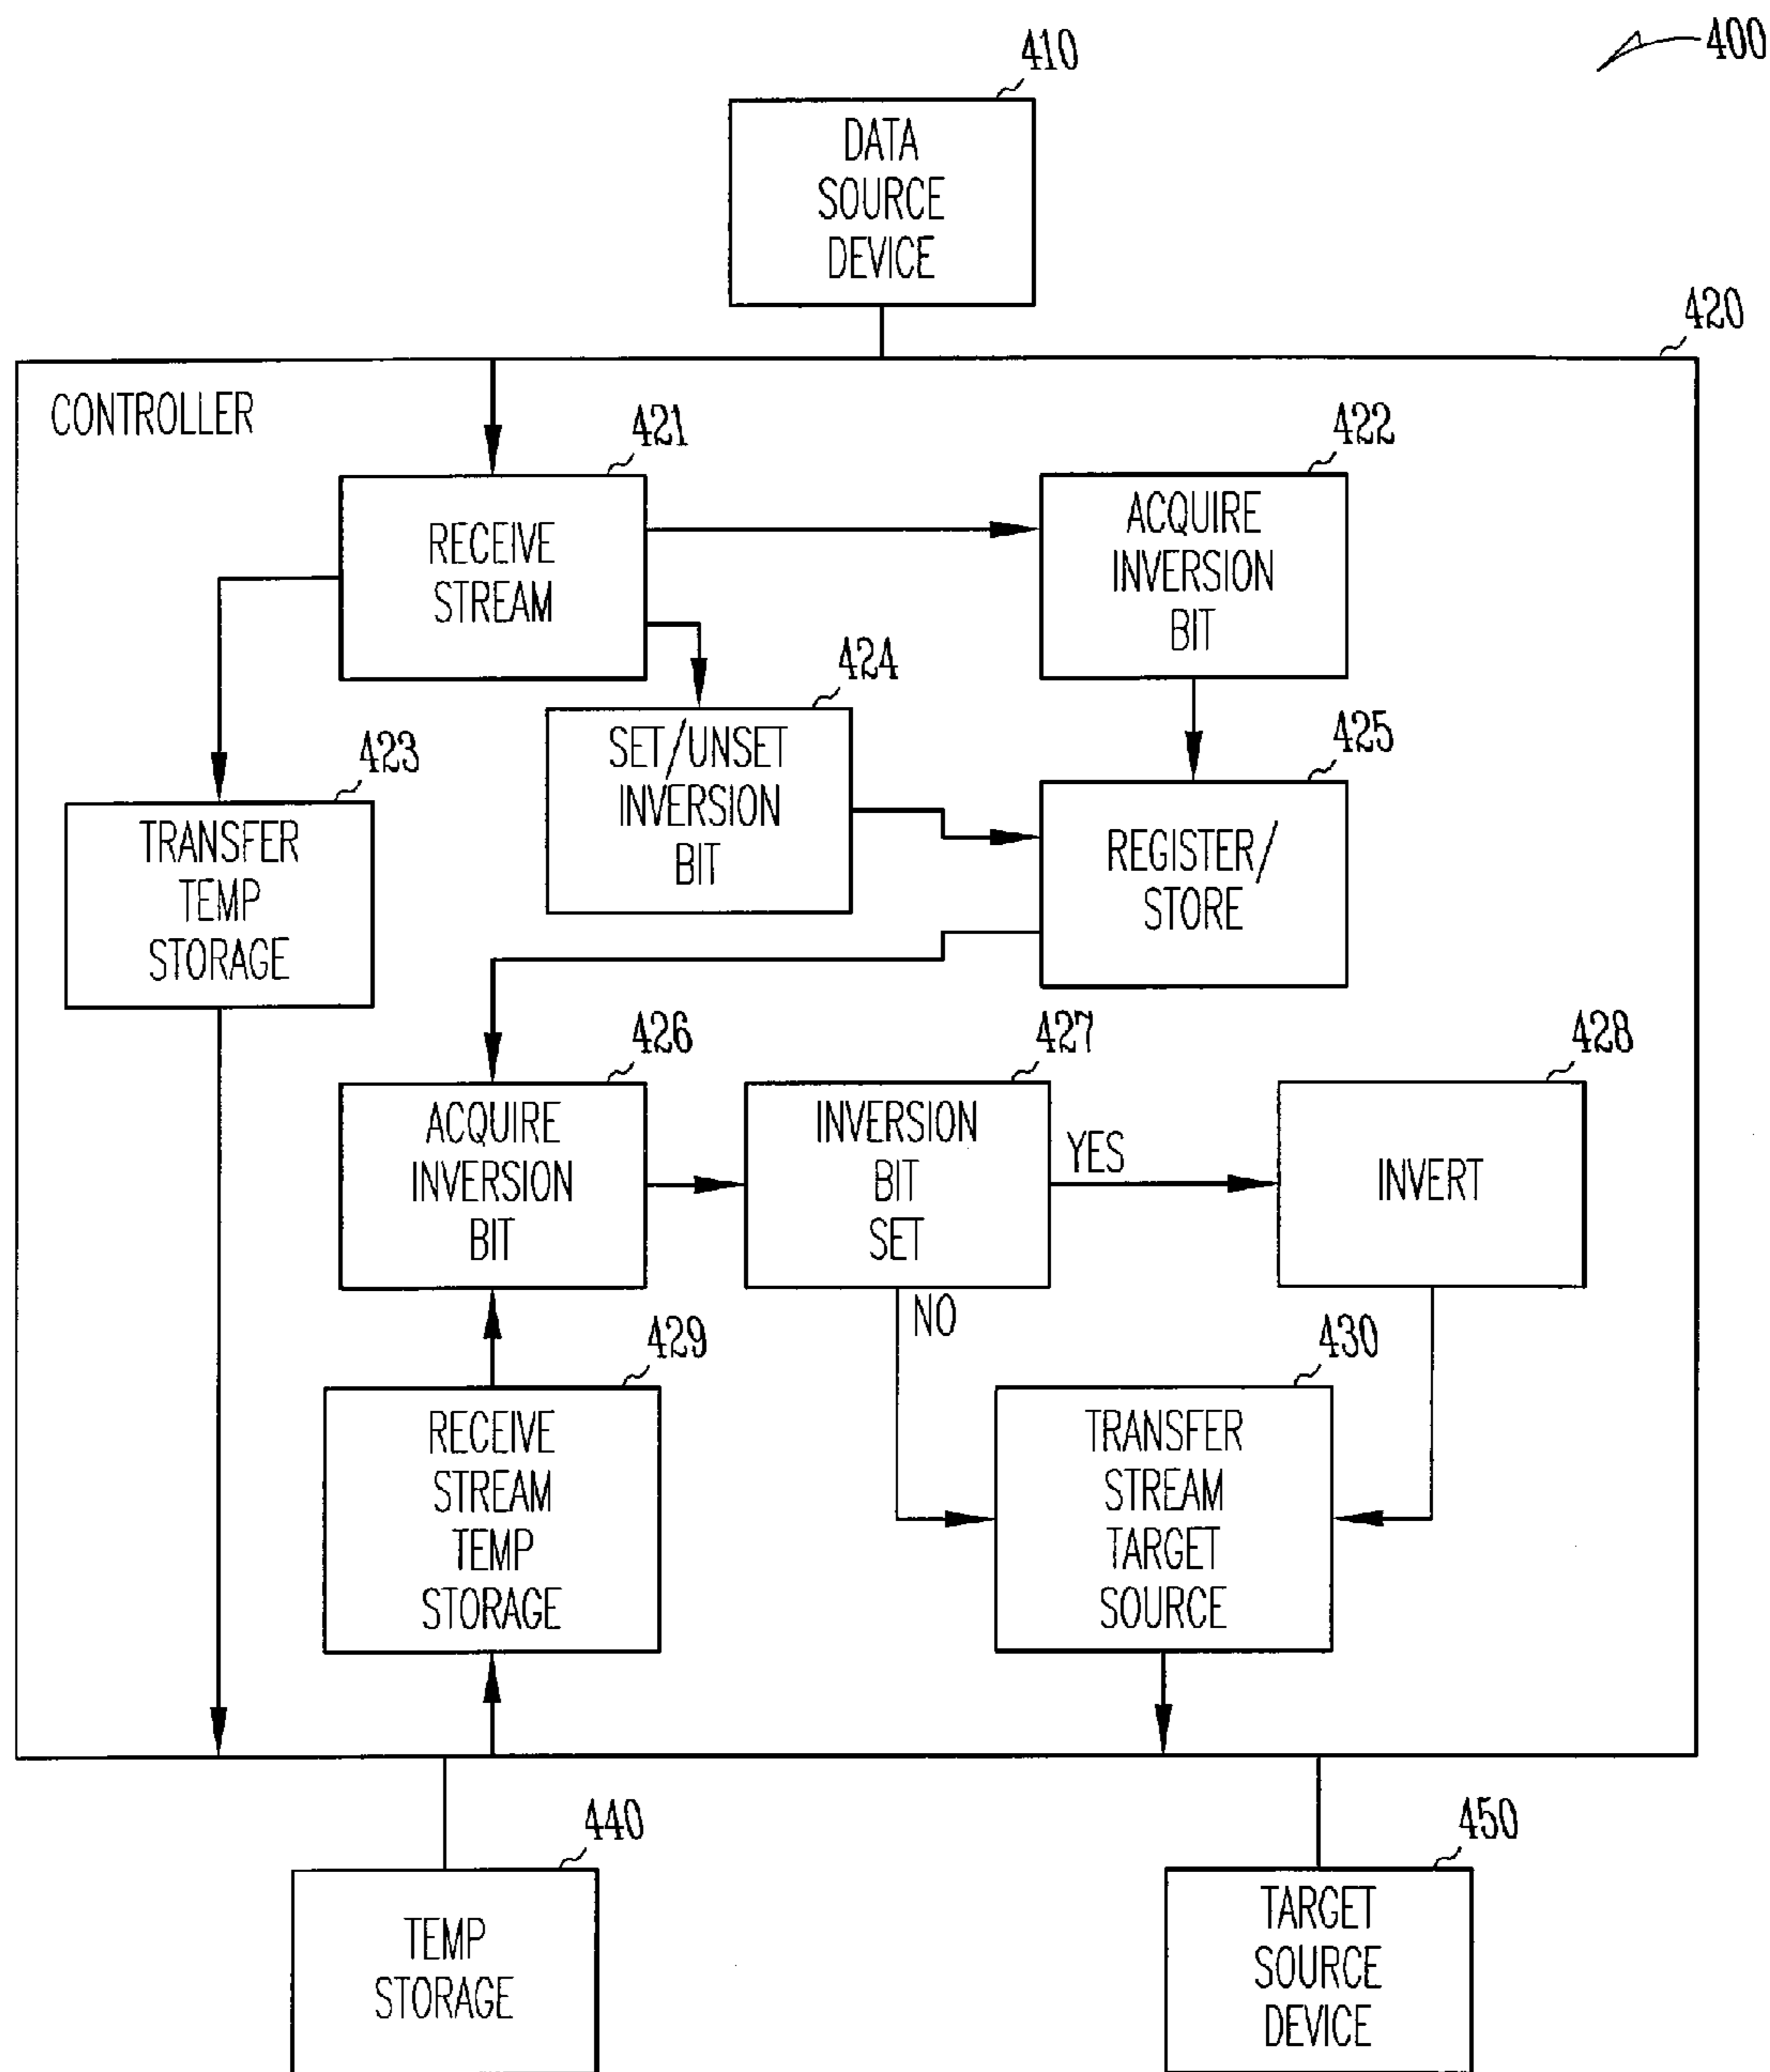 400
410
DATA
SOURCE
DEVICE
420
CONTROLLER
421
RECEIVE
STREAM
422
ACQUIRE
INVERSION
BIT
423
TRANSFER
TEMP
STORAGE
424
SET/UNSET
INVERSION
BIT
425
REGISTER/
STORE
426
ACQUIRE
INVERSION
BIT
427
INVERSION
BIT
SET
YES
NO
428
INVERT
429
RECEIVE
STREAM
TEMP
STORAGE
430
TRANSFER
STREAM
TARGET
SOURCE
440
TEMP
STORAGE
450
TARGET
SOURCE
DEVICE